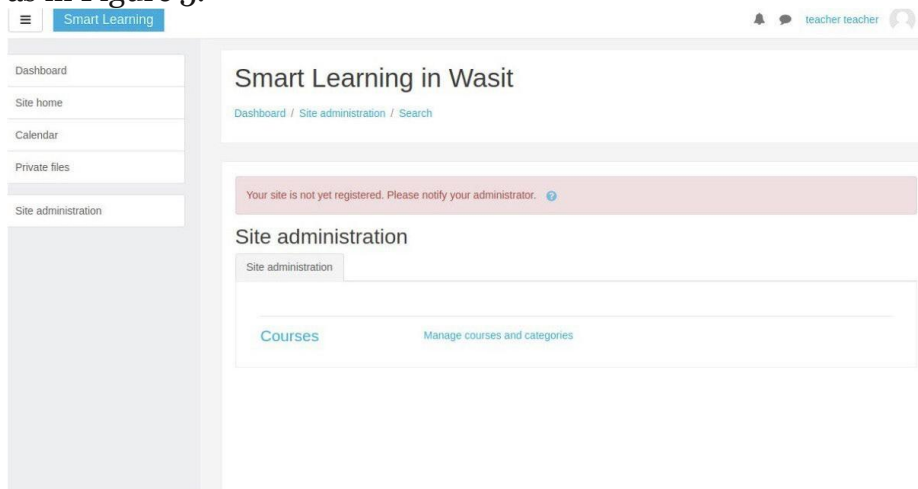 as in Figure 5.
Smart Learning
teacher teacher
Dashboard
Site home
Calendar
Private files
Site administration
Smart Learning in Wasit
Dashboard / Site administration / Search
Your site is not yet registered. Please notify your administrator.
Site administration
Site administration
Courses
Manage courses and categories